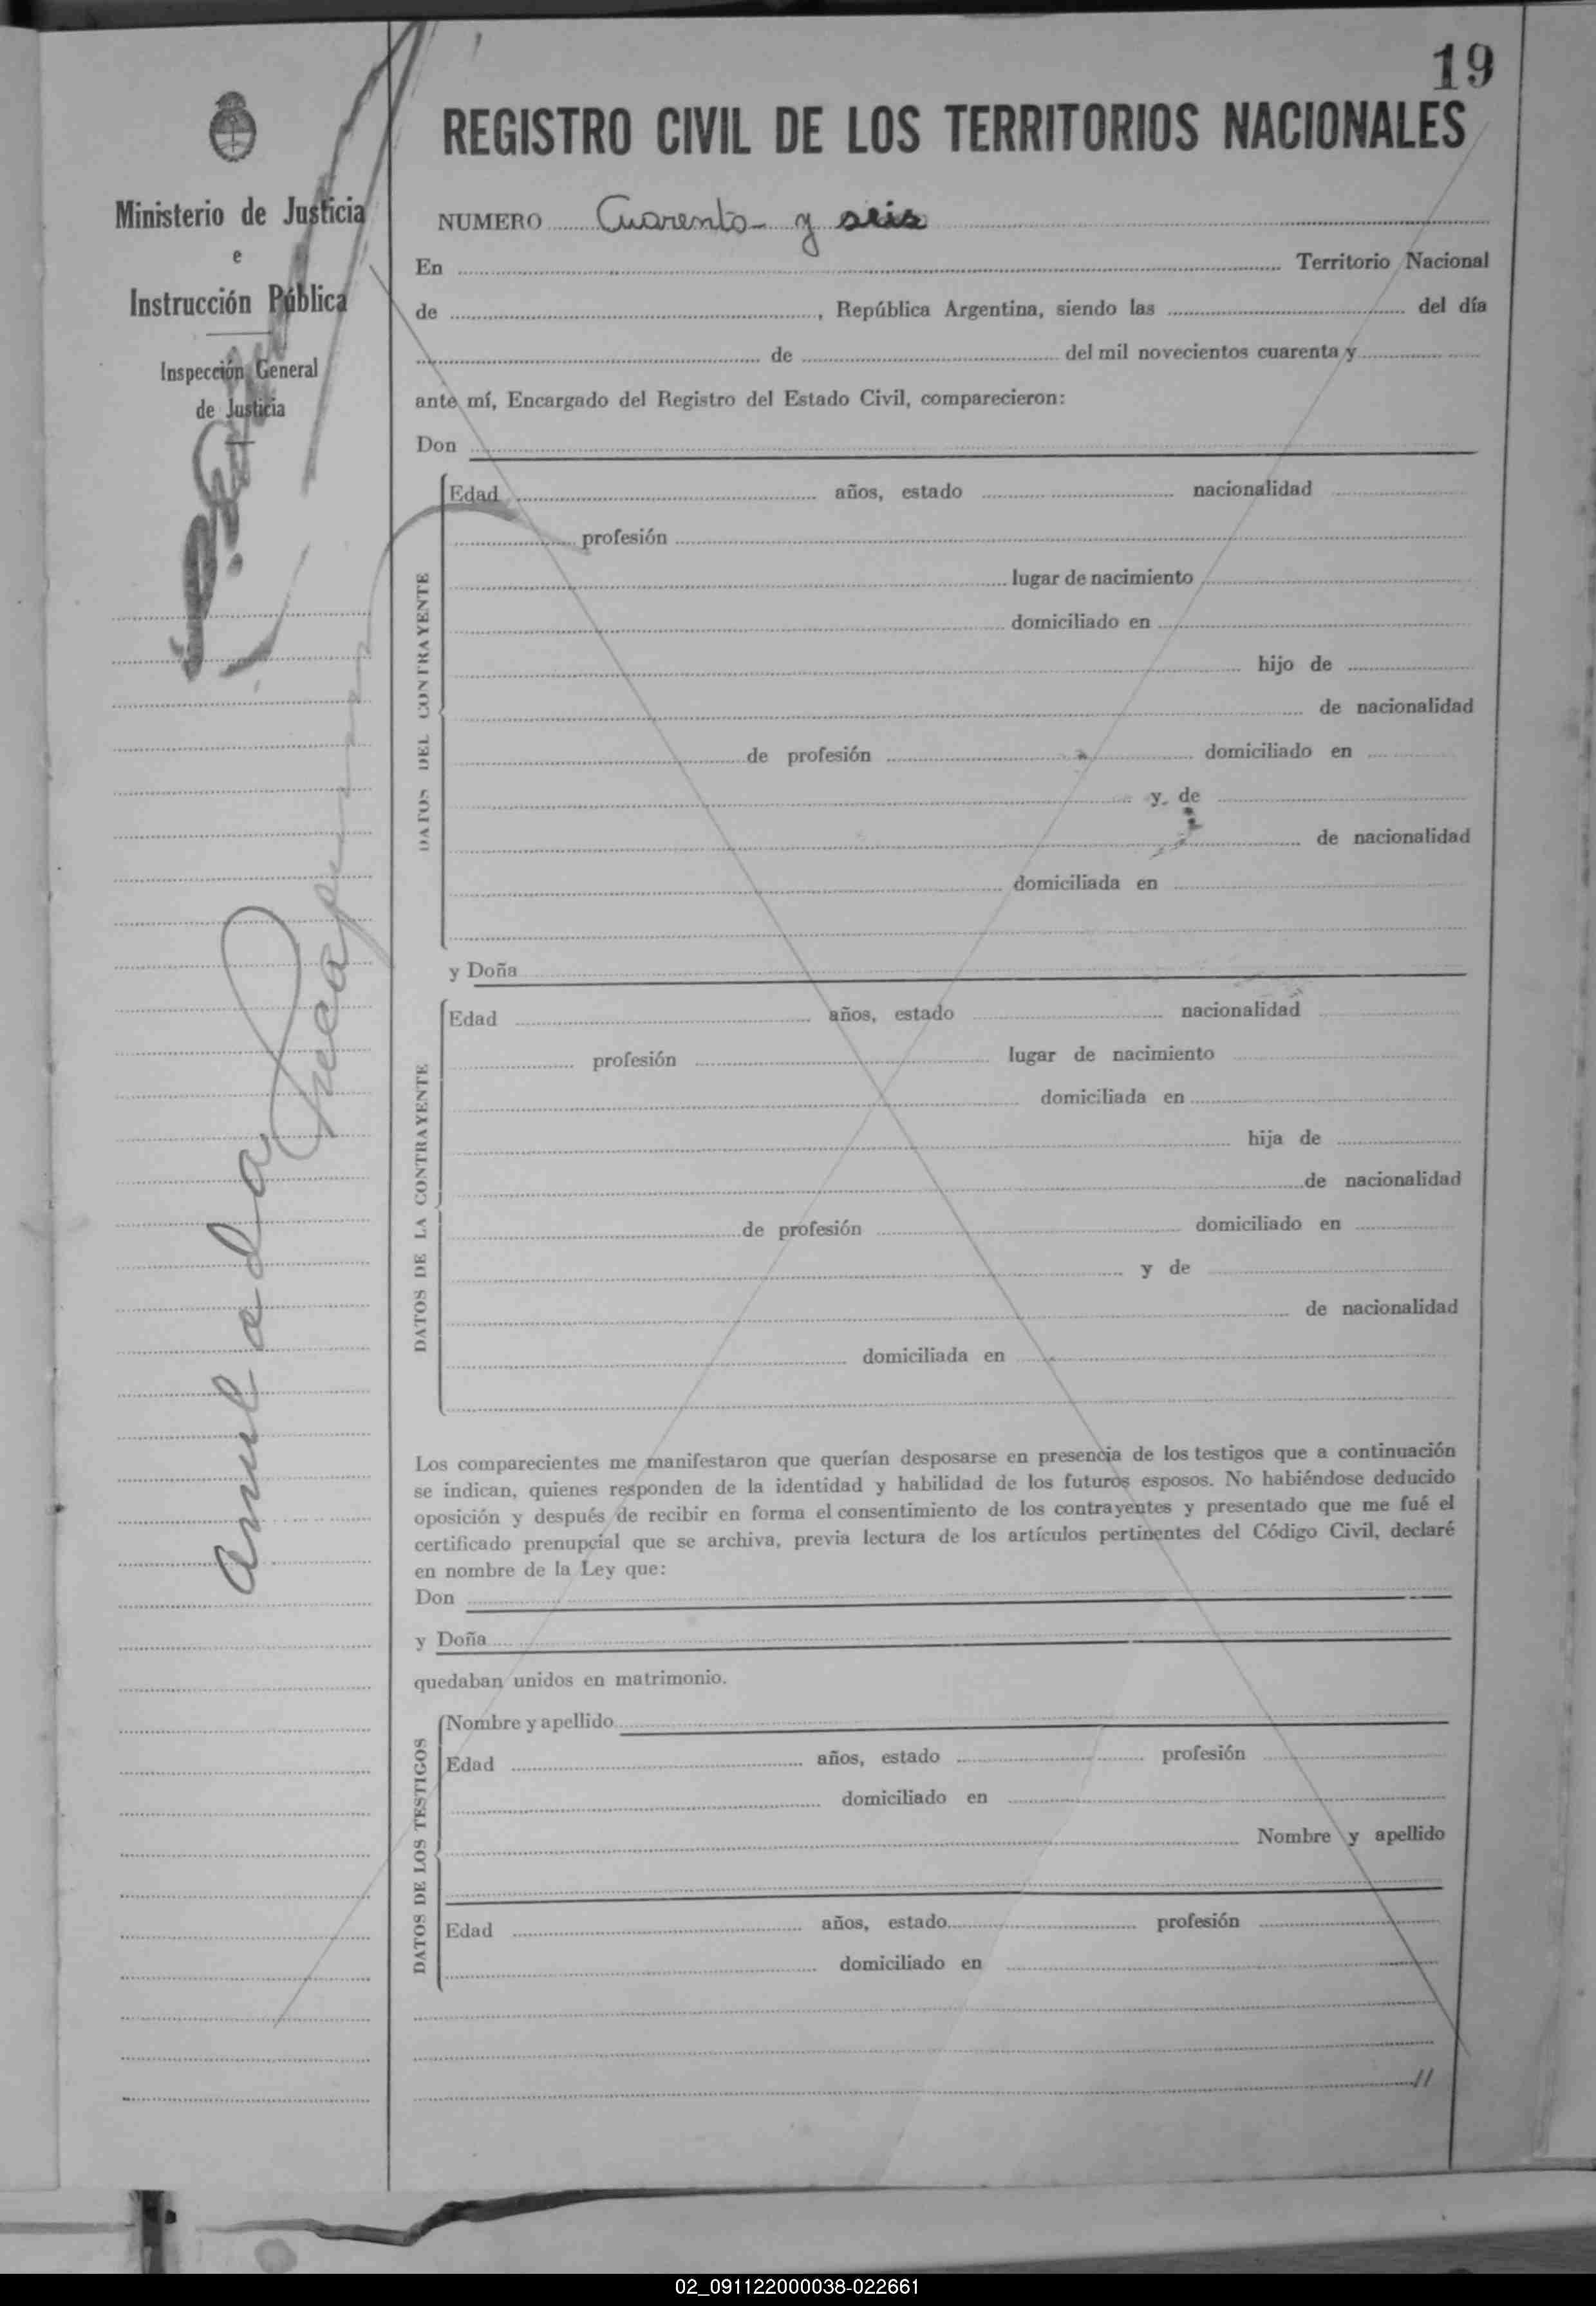 19
REGISTRO CIVIL DE LOS TERRITORIOS NACIONALES
Ministerio de Justicia
e
Instrucción Pública
Inspección General
de Justicia
Anulada
NUMERO Cuarenta y seis
En Territorio Nacional
de , República Argentina, siendo las del día
de del mil novecientos cuarenta y
ante mí, Encargado del Registro del Estado Civil, comparecieron:
Don
DATOS DEL CONTRAYENTE
Edad años, estado nacionalidad
profesión
lugar de nacimiento
domiciliado en
hijo de
de nacionalidad
de profesión domiciliado en
y de
de nacionalidad
domiciliada en
y Doña
DATOS DE LA CONTRAYENTE
Edad años, estado nacionalidad
profesión lugar de nacimiento
domiciliada en
hija de
de nacionalidad
de profesión domiciliado en
y de
de nacionalidad
domiciliada en
Los comparecientes me manifestaron que querían desposarse en presencia de los testigos que a continuación
se indican, quienes responden de la identidad y habilidad de los futuros esposos. No habiéndose deducido
oposición y después de recibir en forma el consentimiento de los contrayentes y presentado que me fué el
certificado prenupcial que se archiva, previa lectura de los artículos pertinentes del Código Civil, declaré
en nombre de la Ley que:
Don
y Doña
quedaban unidos en matrimonio.
DATOS DE LOS TESTIGOS
Nombre y apellido
Edad años, estado profesión
domiciliado en
Nombre y apellido
Edad años, estado profesión
domiciliado en
//
02_091122000038-022661